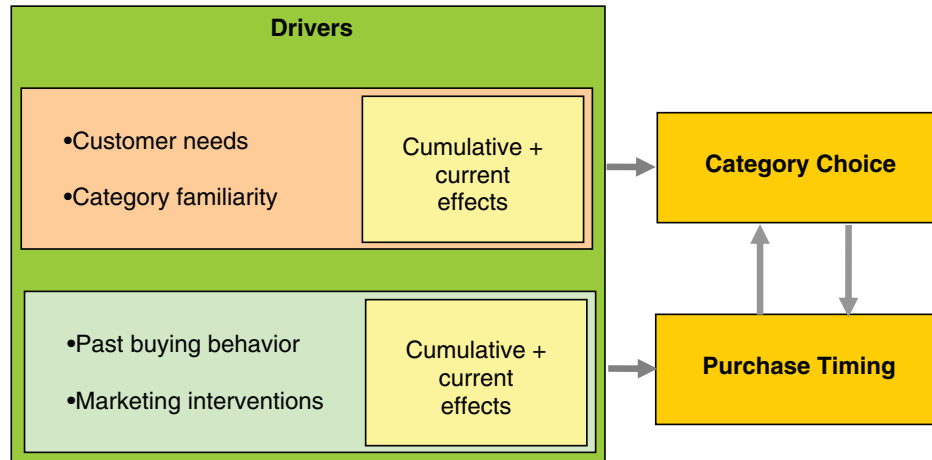 Drivers
•Customer needs
•Category familiarity
Cumulative +
current
effects
Category Choice
•Past buying behavior
•Marketing interventions
Cumulative +
current
effects
Purchase Timing